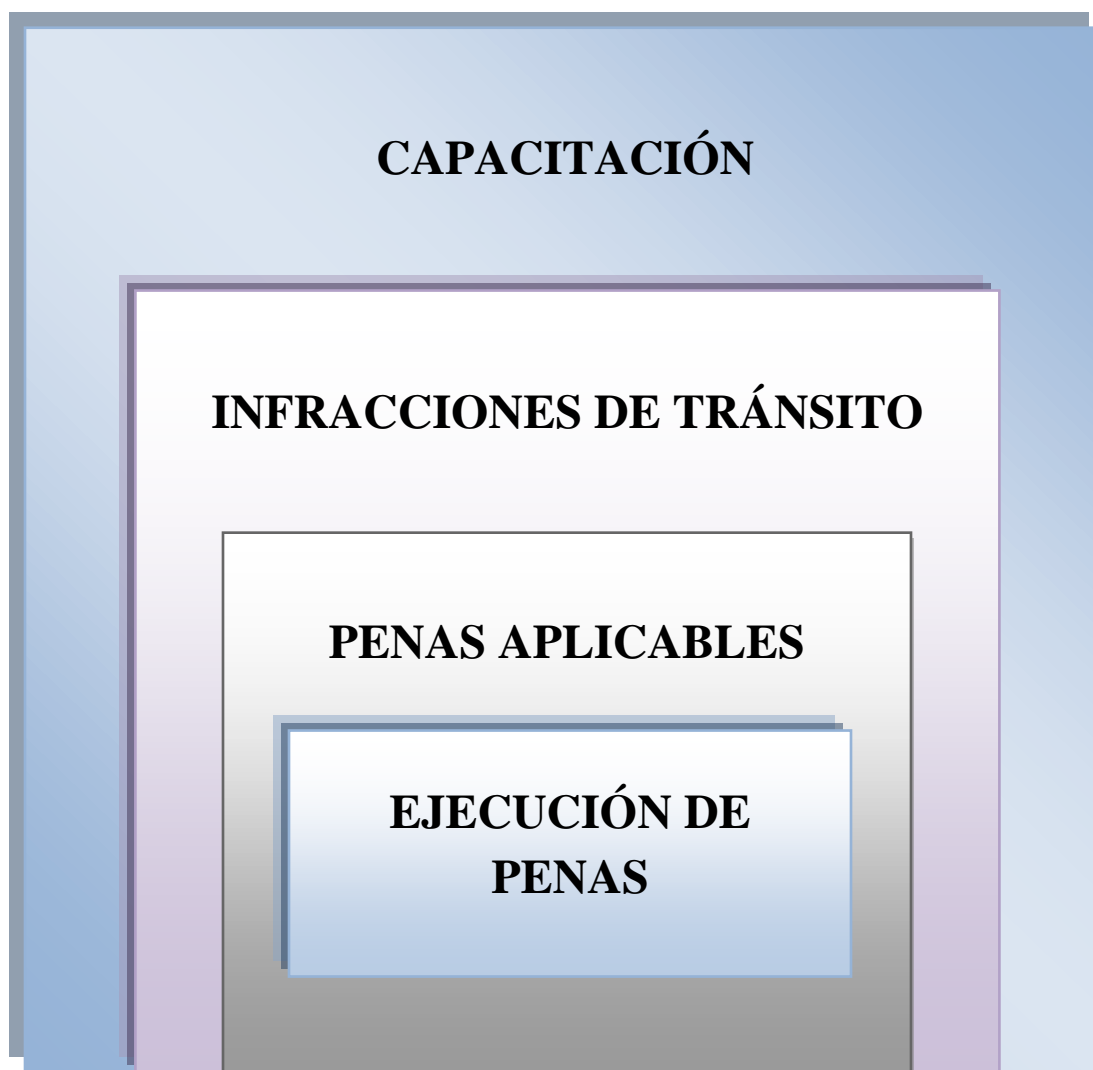 CAPACITACIÓN
INFRACCIONES DE TRÁNSITO
PENAS APLICABLES
EJECUCIÓN DE
PENAS